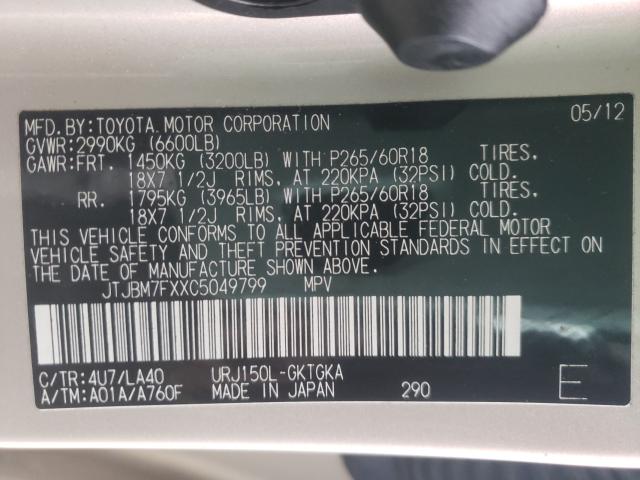 MFD.BY:TOYOTA MOTOR CORPORATION 05/12
GVWR:2990KG (6600LB)
GAWR:FRT. 1450KG (3200LB) WITH P265/60R18 TIRES.
18X7 1/2J RIMS. AT 220KPA (32PSI) COLD.
RR. 1795KG (3965LB) WITH P265/60R18 TIRES.
18X7 1/2J RIMS. AT 220KPA (32PSI) COLD.
THIS VEHICLE CONFORMS TO ALL APPLICABLE FEDERAL MOTOR
VEHICLE SAFETY AND THEFT PREVENTION STANDARDS IN EFFECT ON
THE DATE OF MANUFACTURE SHOWN ABOVE.
JTJBM7FXXC5049799 MPV
C/TR:4U7/LA40 URJ150L-GKTGKA
A/TM:A01A/A760F MADE IN JAPAN 290 E